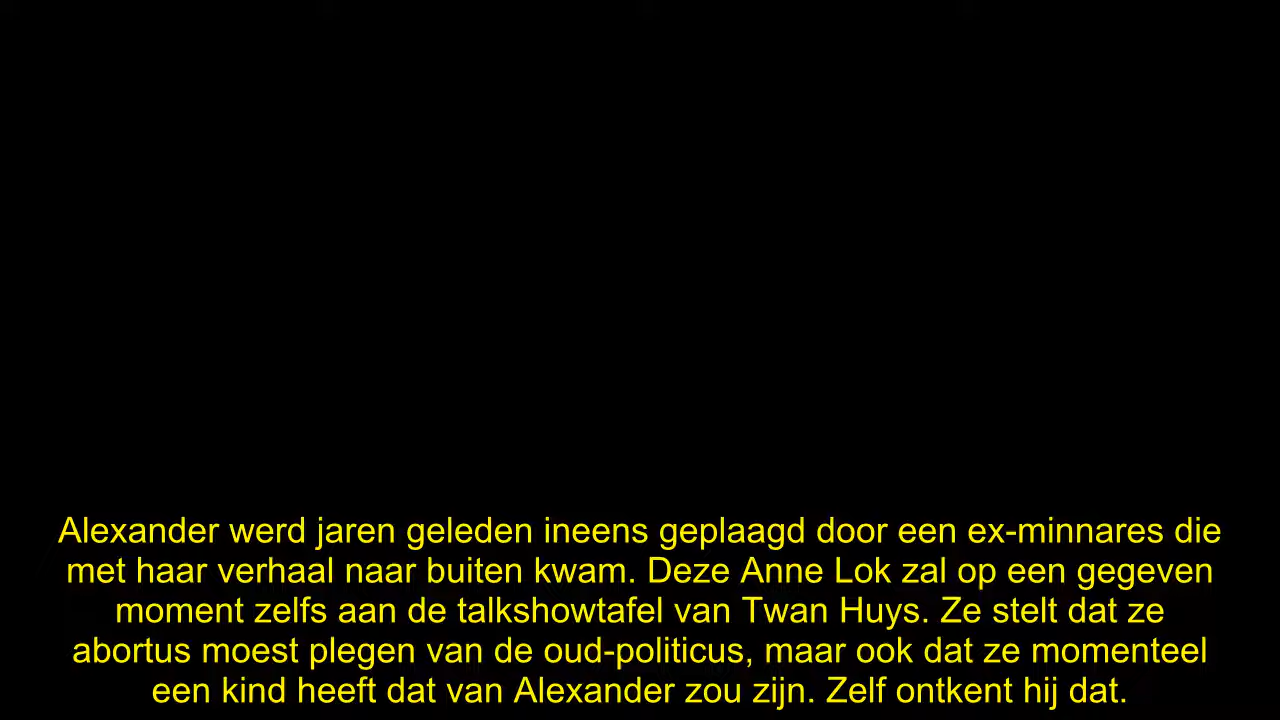 Alexander werd jaren geleden ineens geplaagd door een ex-minnares die
met haar verhaal naar buiten kwam. Deze Anne Lok zal op een gegeven
moment zelfs aan de talkshowtafel van Twan Huys. Ze stelt dat ze
abortus moest plegen van de oud-politicus, maar ook dat ze momenteel
een kind heeft dat van Alexander zou zijn. Zelf ontkent hij dat.